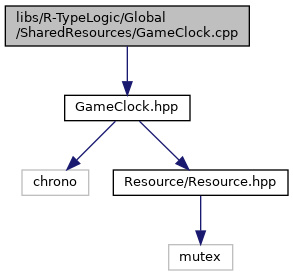 libs/R-TypeLogic/Global
/SharedResources/GameClock.cpp
GameClock.hpp
chrono
Resource/Resource.hpp
mutex